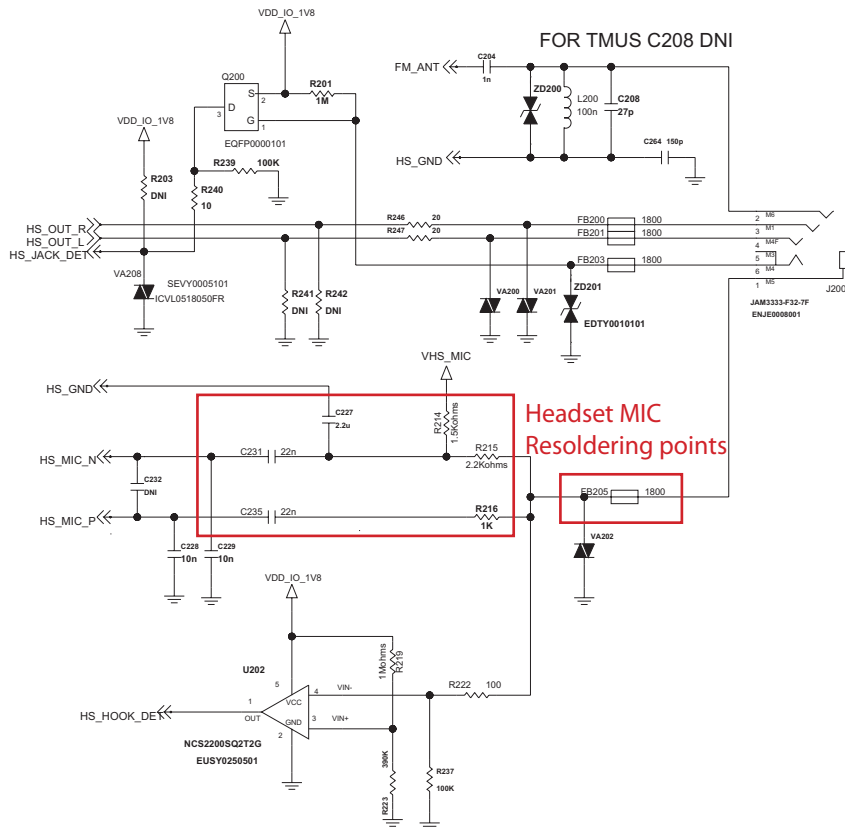 VDD_IO_1V8
FOR TMUS C208 DNI
Q200
C204
FM_ANT
1n
R201
1M
S
2
D
3
G
1
ZD200
L200
100n
C208
27p
VDD_IO_1V8
EQFP0000101
C264 150p
R239
100K
HS_GND
R203
DNI
R240
10
2
M6
HS_OUT_R
R246
20
FB200
1800
M1
HS_OUT_L
R247
20
FB201
1800
3
M4F
HS_JACK_DET
4
M3
FB203
1800
5
M4
6
M5
1
VA208
SEVY0005101
ICVL0518050FR
R241
DNI
R242
DNI
VA200
VA201
ZD201
EDTY0010101
J200
JAM3333-F32-7F
ENJE0008001
VHS_MIC
HS_GND
C227
2.2u
R214
1.5Kohms
Headset MIC
Resoldering points
HS_MIC_N
C231
22n
R215
2.2Kohms
C232
DNI
FB205
1800
HS_MIC_P
C235
22n
R216
1K
VA202
C228
10n
C229
10n
VDD_IO_1V8
U202
1Mohms
R219
5
VCC
4
VIN-
R222
100
HS_HOOK_DET
1
OUT
GND
3
VIN+
2
NCS2200SQ2T2G
EUSY0250501
390K
R223
R237
100K